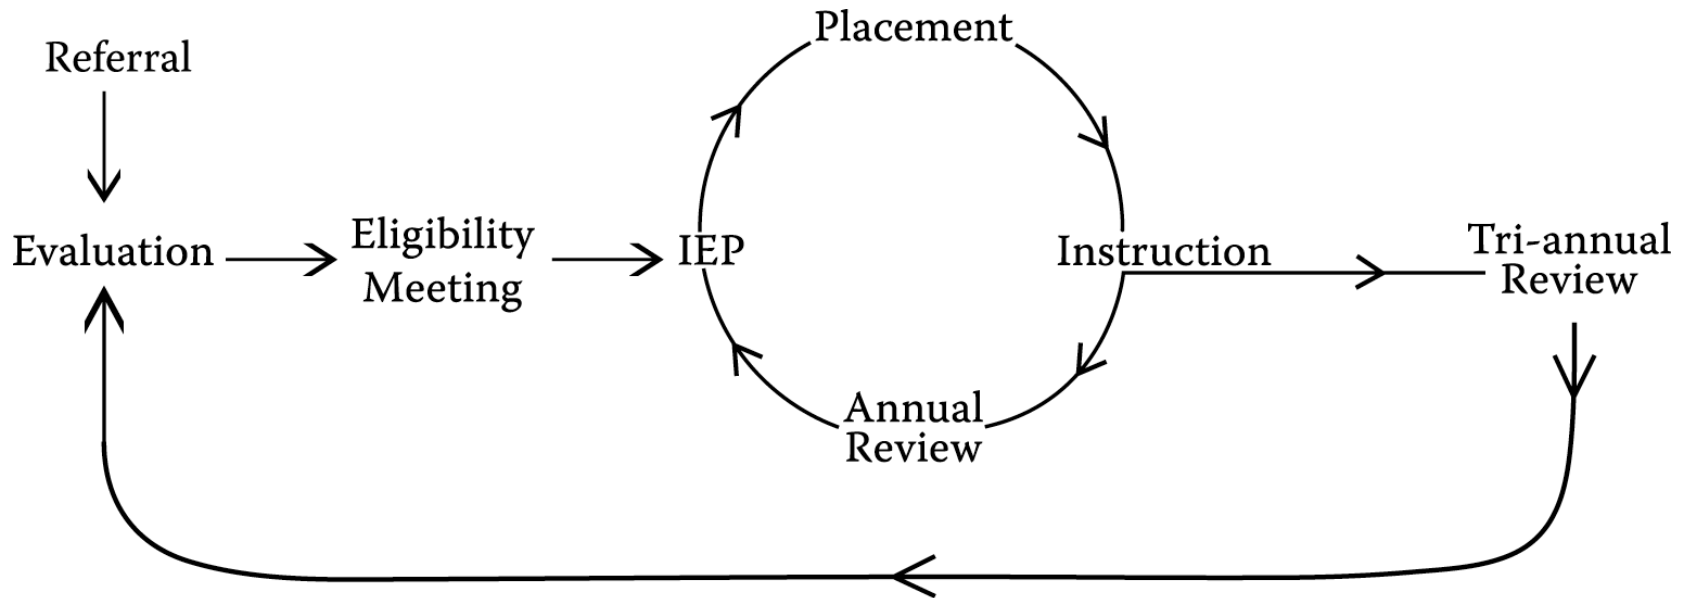 Referral
Evaluation
Eligibility
Meeting
IEP
Placement
Instruction
Annual
Review
Tri-annual
Review